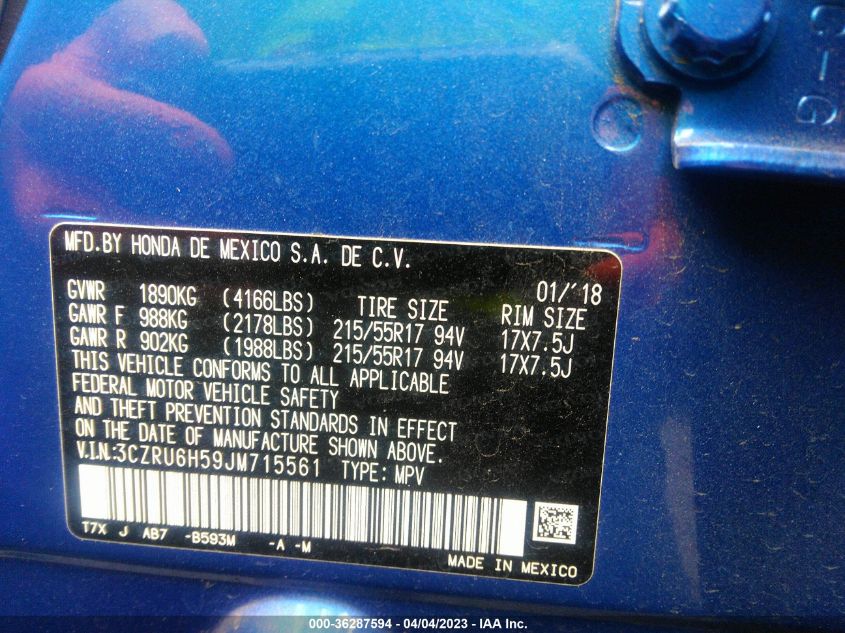 C-G
MFD.BY HONDA DE MEXICO S.A. DE C.V.
01/'18
GVWR 1890KG (4166LBS) TIRE SIZE RIM SIZE
GAWR F 988KG (2178LBS) 215/55R17 94V 17X7.5J
GAWR R 902KG (1988LBS) 215/55R17 94V 17X7.5J
THIS VEHICLE CONFORMS TO ALL APPLICABLE
FEDERAL MOTOR VEHICLE SAFETY
AND THEFT PREVENTION STANDARDS IN EFFECT
ON THE DATE OF MANUFACTURE SHOWN ABOVE.
V.I.N:3CZRU6H59JM715561 TYPE: MPV
T7X J AB7 -B593M -A -M
MADE IN MEXICO
000-36287594 - 04/04/2023 - IAA Inc.